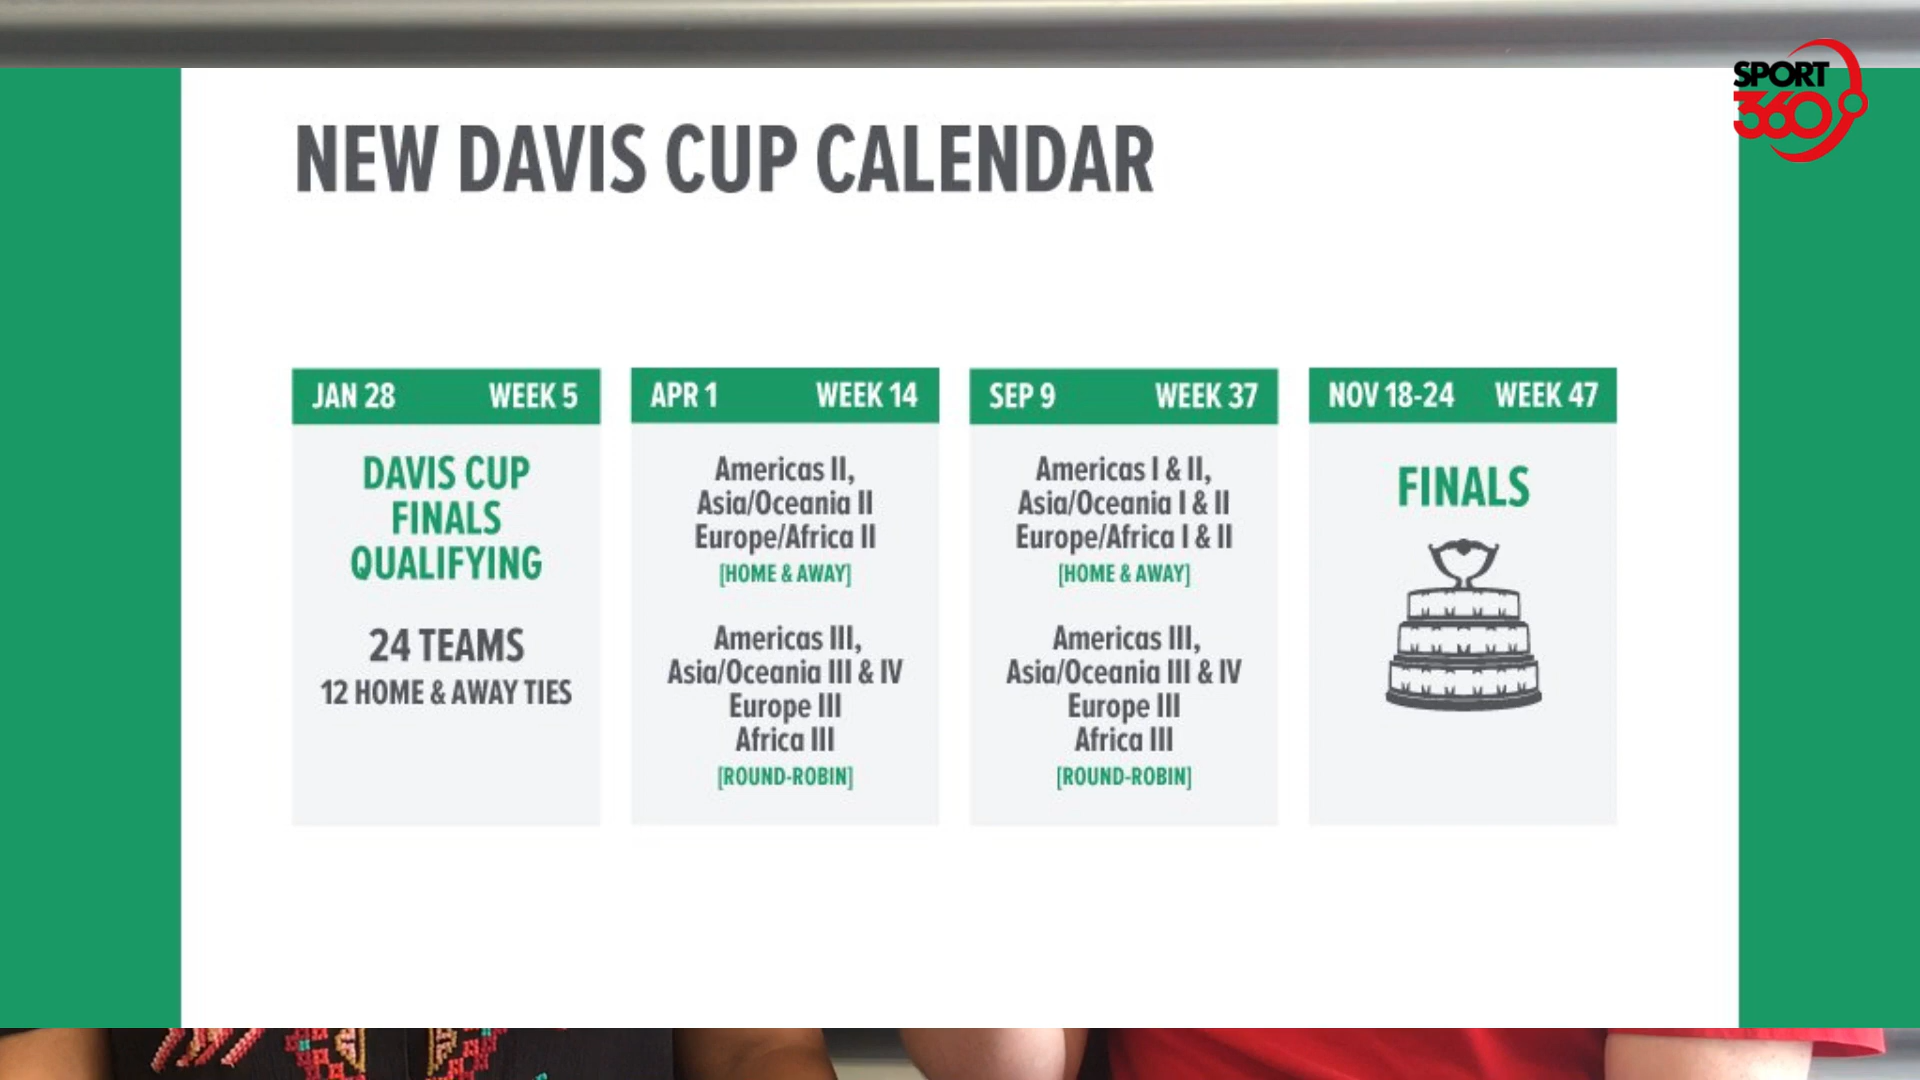 SPORT
360
NEW DAVIS CUP CALENDAR
JAN 28 WEEK 5
DAVIS CUP
FINALS
QUALIFYING
24 TEAMS
12 HOME & AWAY TIES
APR 1 WEEK 14
Americas II,
Asia/Oceania II
Europe/Africa II
[HOME & AWAY]
Americas III,
Asia/Oceania III & IV
Europe III
Africa III
[ROUND-ROBIN]
SEP 9 WEEK 37
Americas I & II,
Asia/Oceania I & II
Europe/Africa I & II
[HOME & AWAY]
Americas III,
Asia/Oceania III & IV
Europe III
Africa III
[ROUND-ROBIN]
NOV 18-24 WEEK 47
FINALS